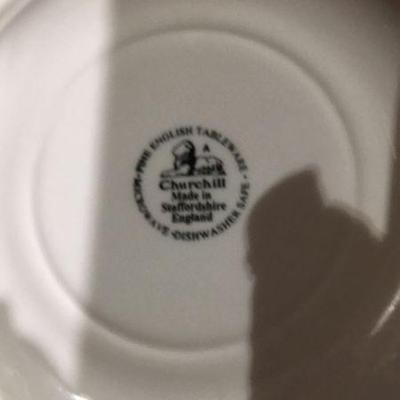 FINE ENGLISH TABLEWARE
A
Churchill
Made in
Staffordshire
England
MICROWAVE · DISHWASHER SAFE